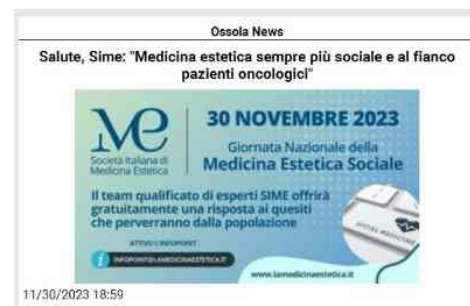 Ossola News
Salute, Sime: "Medicina estetica sempre più sociale e al fianco
pazienti oncologici"
Me
Società Italiana di
Medicina Estetica
30 NOVEMBRE 2023
Giornata Nazionale della
Medicina Estetica Sociale
Il team qualificato di esperti SIME offrirà
gratuitamente una risposta ai quesiti
che perverranno dalla popolazione
ATTIVO L'INFOPOINT
INFOPOINT@LAMEDICINAESTETICA.IT
SOCIAL MEDICINE
www.lamedicinaestetica.it
11/30/2023 18:59